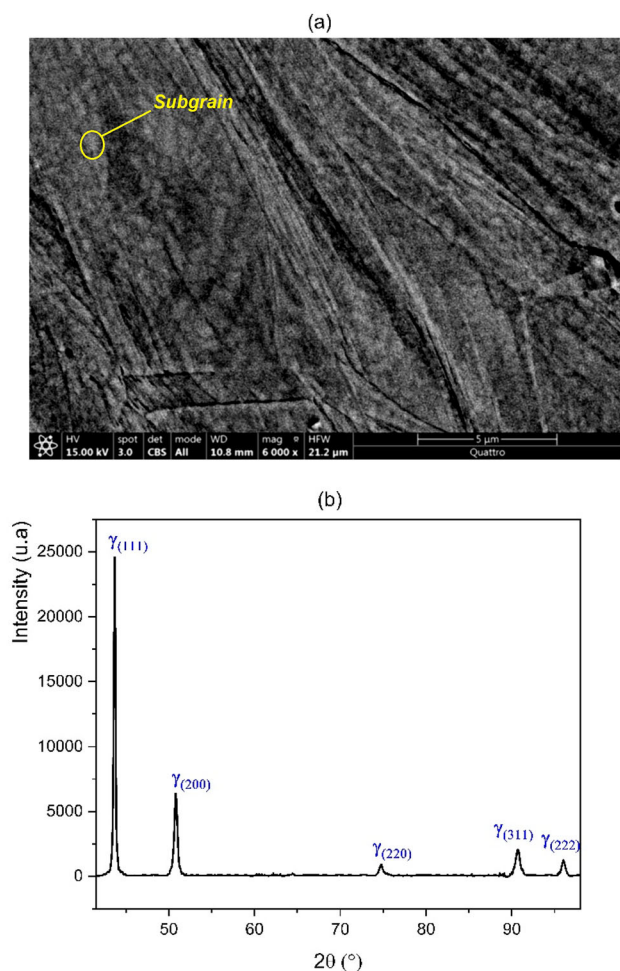 (a)
Subgrain
HV spot det mode WD mag HFW 5 µm
15.00 kV 3.0 CBS All 10.8 mm 6 000 x 21.2 µm Quattro
(b)
γ(111)
γ(200)
γ(220)
γ(311)
γ(222)
Intensity (u.a)
25000
20000
15000
10000
5000
0
50 60 70 80 90
2θ (°)